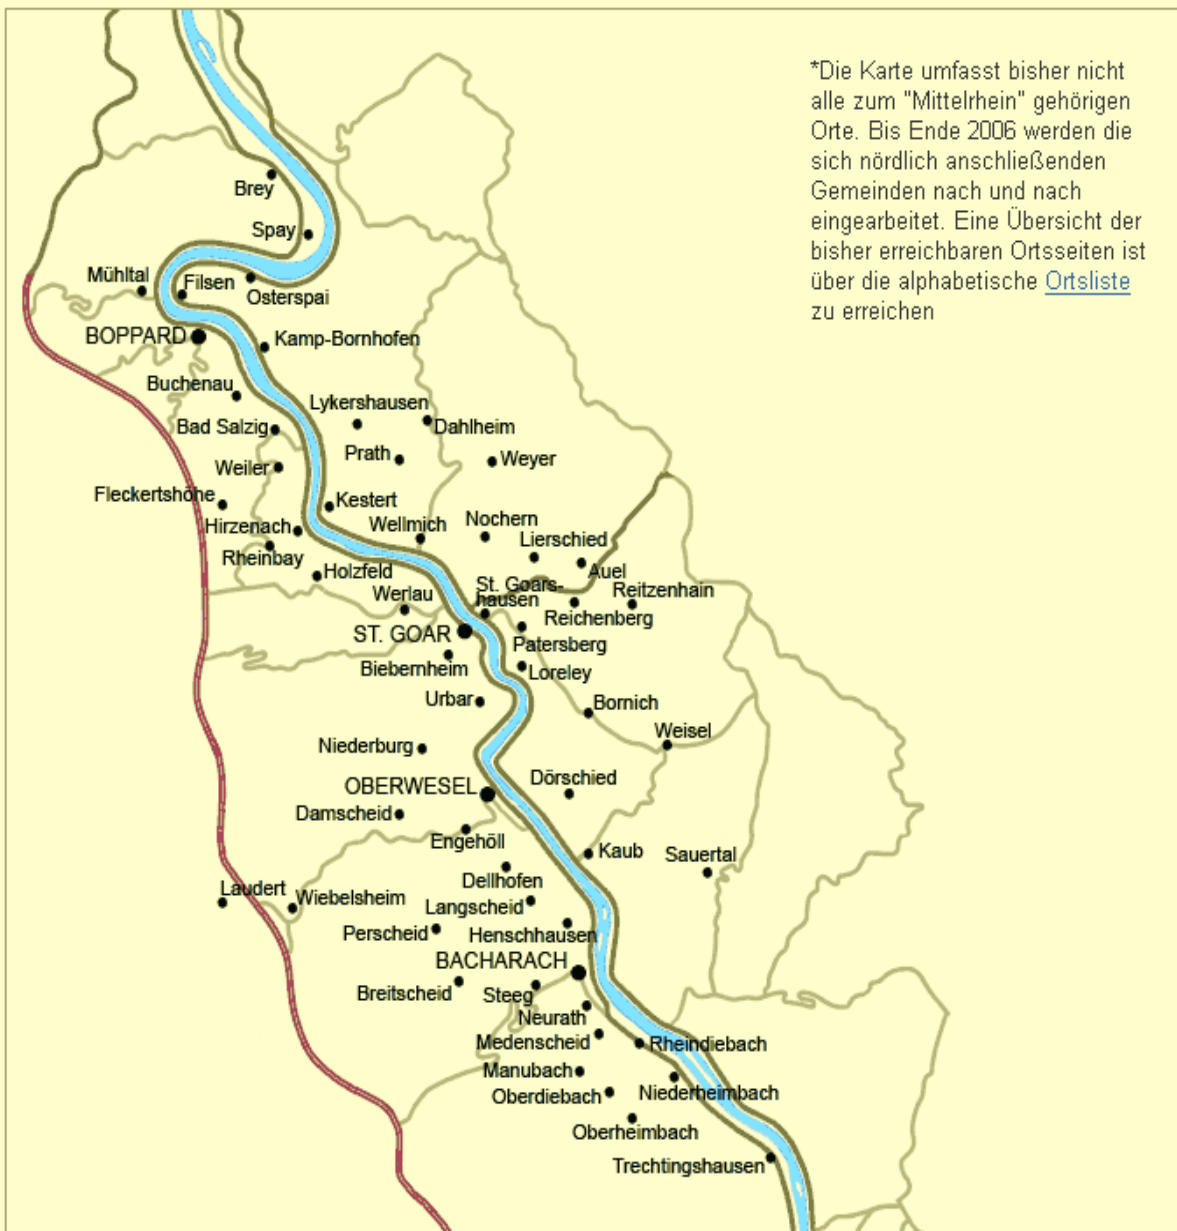 *Die Karte umfasst bisher nicht
alle zum "Mittelrhein" gehörigen
Orte. Bis Ende 2006 werden die
sich nördlich anschließenden
Gemeinden nach und nach
eingearbeitet. Eine Übersicht der
bisher erreichbaren Ortsseiten ist
über die alphabetische Ortsliste
zu erreichen
Brey
Spay
Mühltal
Filsen
Osterspai
BOPPARD
Kamp-Bornhofen
Buchenau
Lykershausen
Bad Salzig
Dahlheim
Prath
Weyer
Weiler
Fleckertshöhe
Kestert
Hirzenach
Wellmich
Nochern
Lierschied
Rheinbay
Holzfeld
Auel
St. Goars-
hausen
Werlau
Reitzenhain
Reichenberg
ST. GOAR
Patersberg
Biebernheim
Loreley
Urbar
Bornich
Weisel
Niederburg
OBERWESEL
Dörschied
Damscheid
Engehöll
Kaub
Sauertal
Dellhofen
Laudert
Wiebelsheim
Langscheid
Perscheid
Henschhausen
BACHARACH
Breitscheid
Steeg
Neurath
Medenscheid
Rheindiebach
Manubach
Oberdiebach
Niederheimbach
Oberheimbach
Trechtingshausen